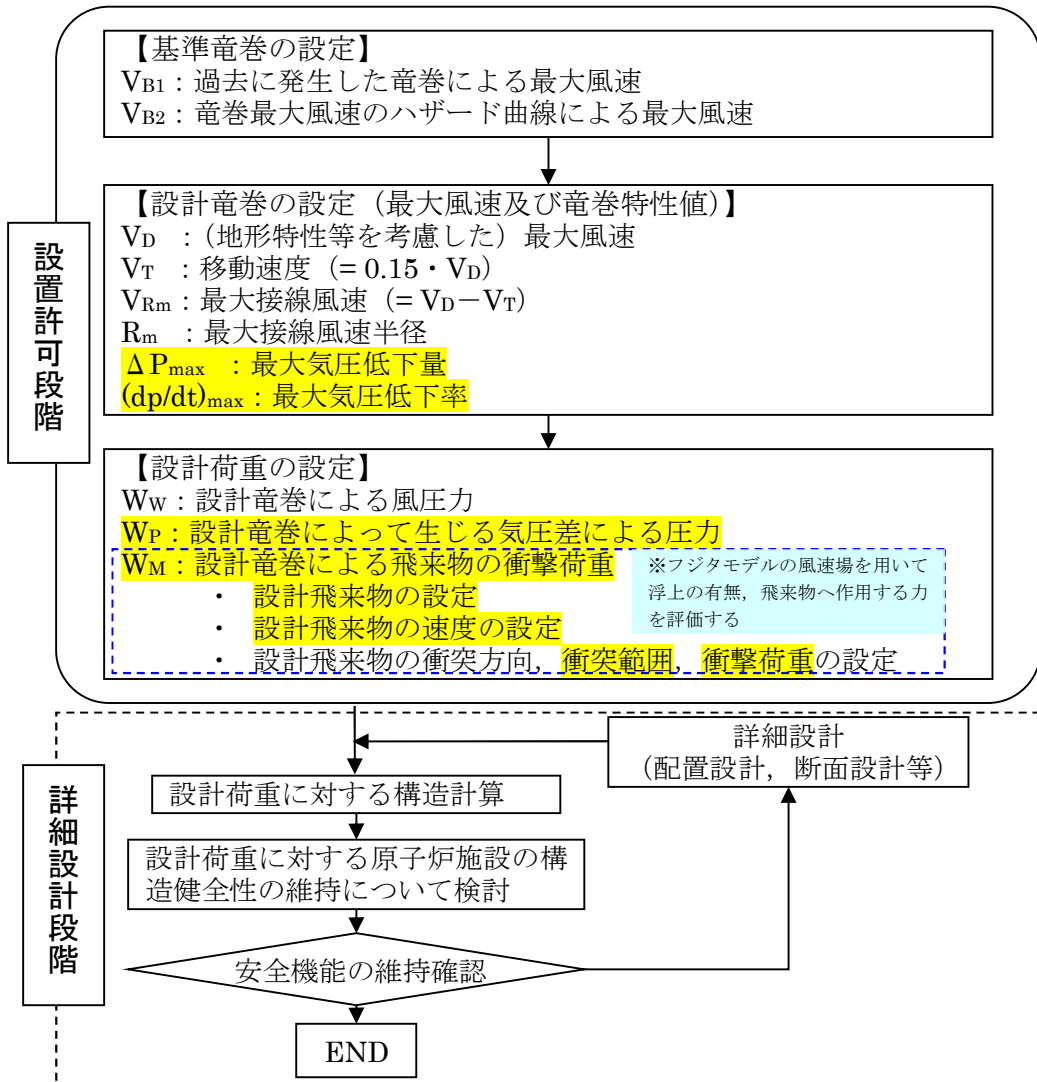 【基準竜巻の設定】
VB1：過去に発生した竜巻による最大風速
VB2：竜巻最大風速のハザード曲線による最大風速
【設計竜巻の設定（最大風速及び竜巻特性値)】
VD ：（地形特性等を考慮した）最大風速
VT ：移動速度（= 0.15・VD）
VRm：最大接線風速（= VD－VT）
Rm ：最大接線風速半径
ΔPmax ：最大気圧低下量
(dp/dt)max：最大気圧低下率
設置許可段階
【設計荷重の設定】
WW：設計竜巻による風圧力
WP：設計竜巻によって生じる気圧差による圧力
WM：設計竜巻による飛来物の衝撃荷重
・ 設計飛来物の設定
・ 設計飛来物の速度の設定
・ 設計飛来物の衝突方向，衝突範囲，衝撃荷重の設定
※フジタモデルの風速場を用いて
浮上の有無，飛来物へ作用する力
を評価する
詳細設計
（配置設計，断面設計等）
詳細設計段階
設計荷重に対する構造計算
設計荷重に対する原子炉施設の構
造健全性の維持について検討
安全機能の維持確認
END